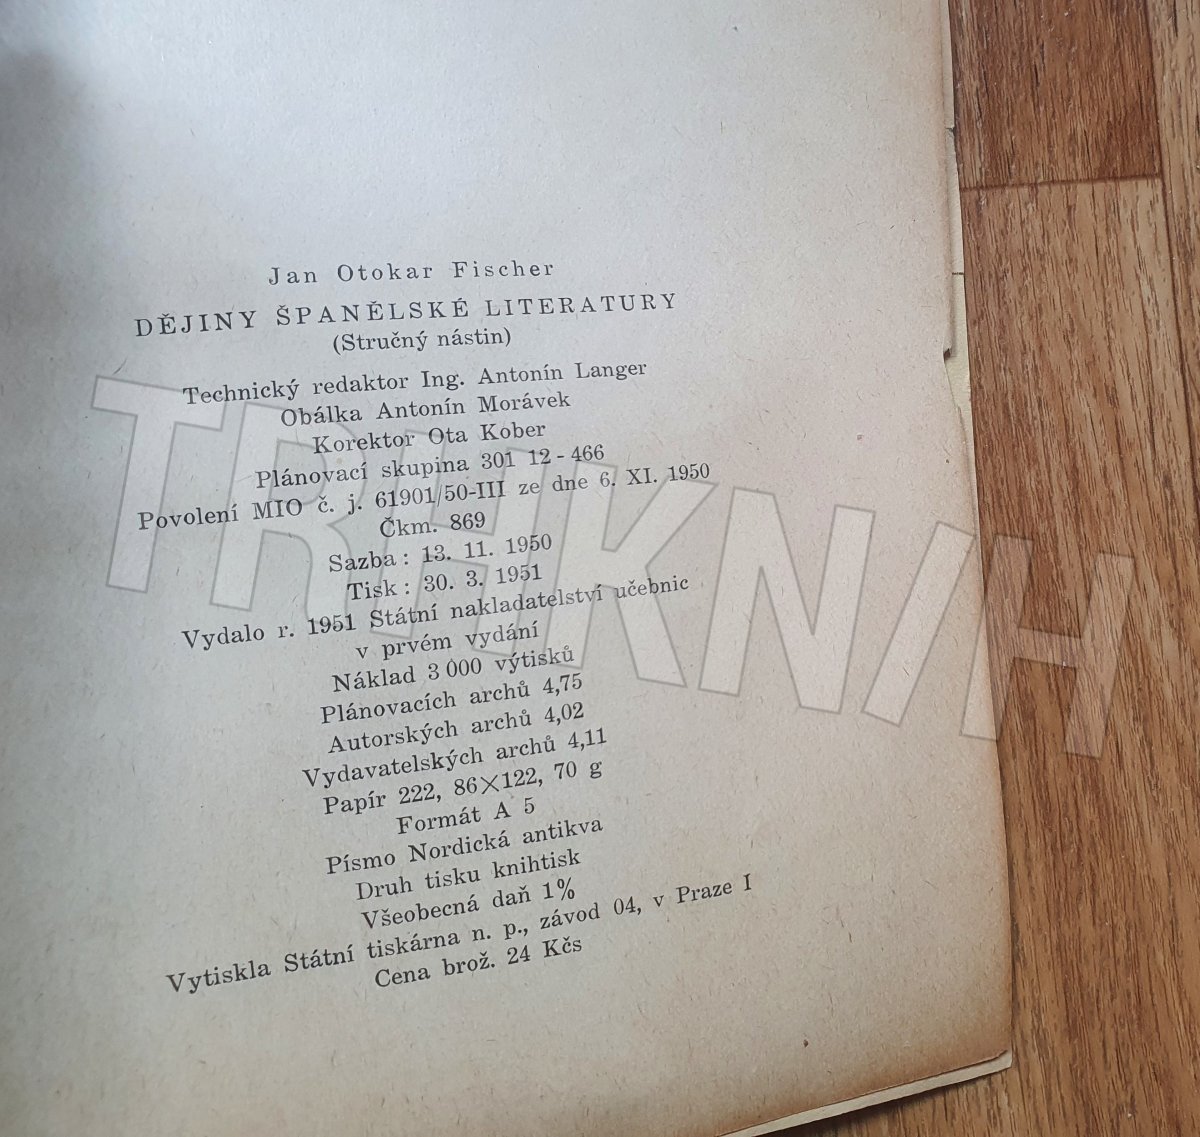 Jan Otokar Fischer
DĚJINY ŠPANĚLSKÉ LITERATURY
(Stručný nástin)
Technický redaktor Ing. Antonín Langer
Obálka Antonín Morávek
Korektor Ota Kober
Plánovací skupina 301 12 - 466
Povolení MIO č. j. 61901/50-III ze dne 6. XI. 1950
Čkm. 869
Sazba: 13. 11. 1950
Tisk: 30. 3. 1951
Vydalo r. 1951 Státní nakladatelství učebnic
v prvém vydání
Náklad 3 000 výtisků
Plánovacích archů 4,75
Autorských archů 4,02
Vydavatelských archů 4,11
Papír 222, 86×122, 70 g
Formát A 5
Písmo Nordická antikva
Druh tisku knihtisk
Všeobecná daň 1%
Vytiskla Státní tiskárna n. p., závod 04, v Praze I
Cena brož. 24 Kčs
TRHKNIH